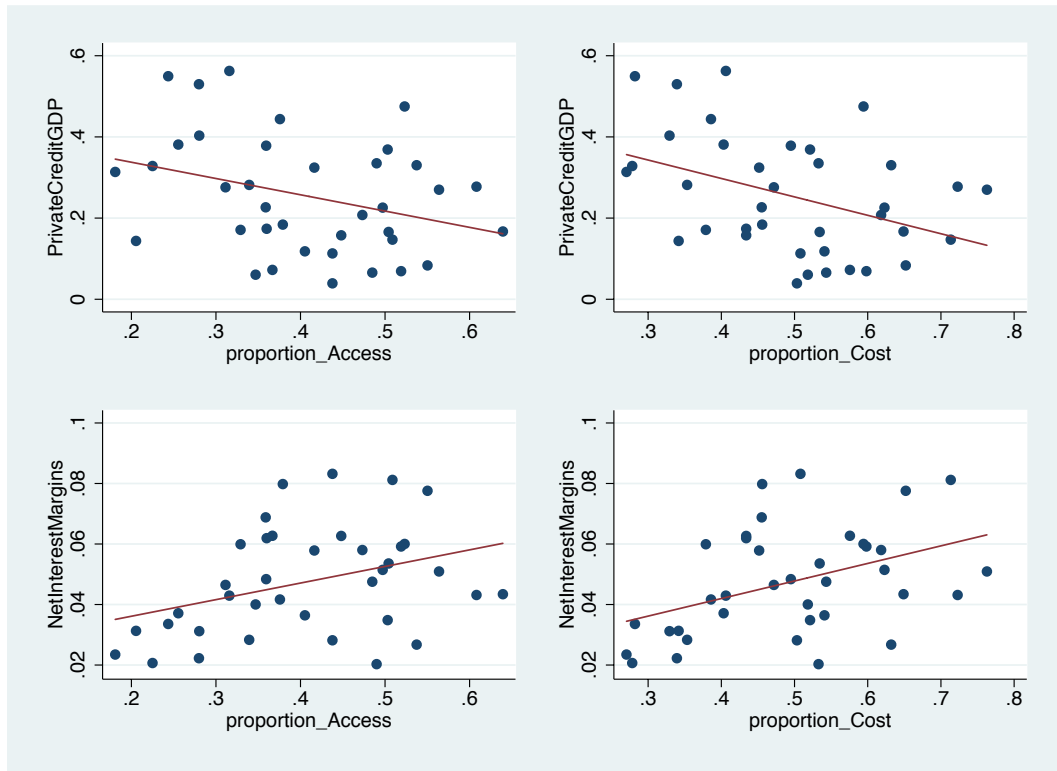 PrivateCreditGDP
.6
.4
.2
0
.2 .3 .4 .5 .6
proportion_Access
PrivateCreditGDP
.6
.4
.2
0
.3 .4 .5 .6 .7 .8
proportion_Cost
NetInterestMargins
.1
.08
.06
.04
.02
.2 .3 .4 .5 .6
proportion_Access
NetInterestMargins
.1
.08
.06
.04
.02
.3 .4 .5 .6 .7 .8
proportion_Cost